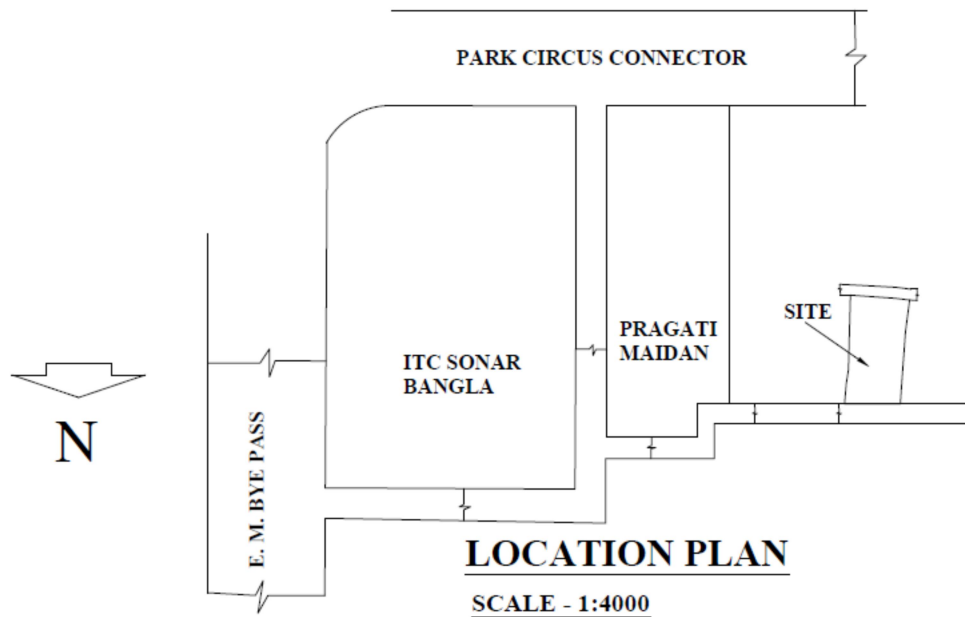 PARK CIRCUS CONNECTOR
SITE
PRAGATI
MAIDAN
ITC SONAR
BANGLA
N
E. M. BYE PASS
LOCATION PLAN
SCALE - 1:4000